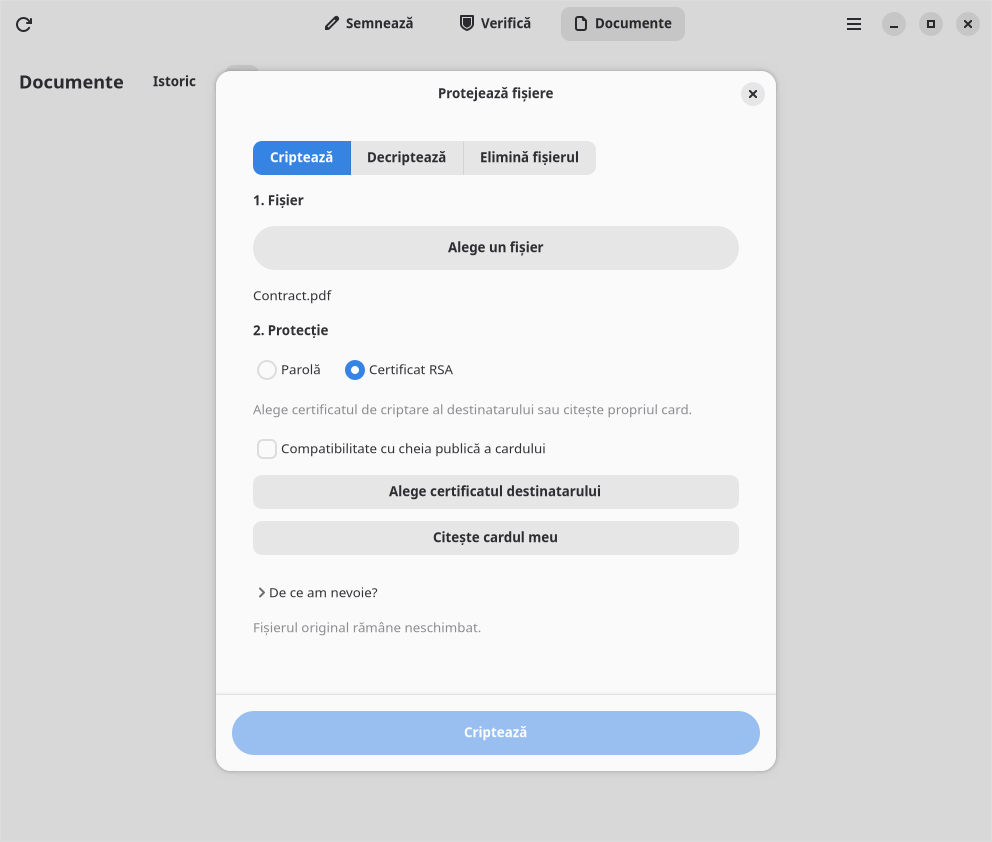 Semnează
Verifică
Documente
Documente
Istoric
Protejează fișiere
Criptează
Decriptează
Elimină fișierul
1. Fișier
Alege un fișier
Contract.pdf
2. Protecție
Parolă
Certificat RSA
Alege certificatul de criptare al destinatarului sau citește propriul card.
Compatibilitate cu cheia publică a cardului
Alege certificatul destinatarului
Citește cardul meu
De ce am nevoie?
Fișierul original rămâne neschimbat.
Criptează